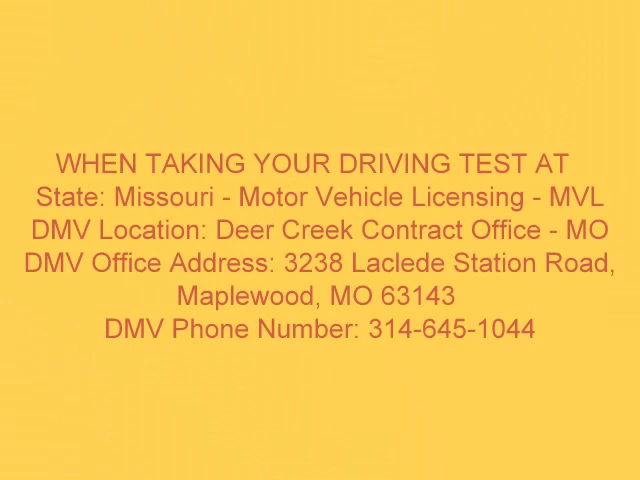 WHEN TAKING YOUR DRIVING TEST AT
State: Missouri - Motor Vehicle Licensing - MVL
DMV Location: Deer Creek Contract Office - MO
DMV Office Address: 3238 Laclede Station Road,
Maplewood, MO 63143
DMV Phone Number: 314-645-1044